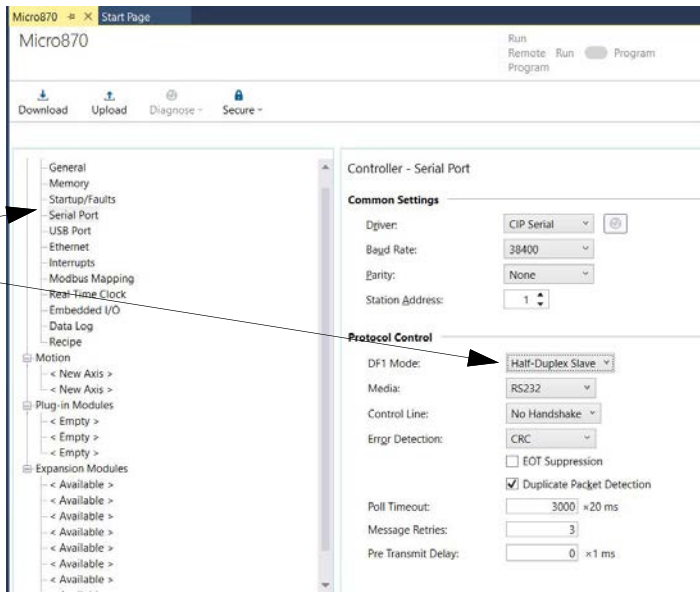 Micro870
Start Page
Micro870
Run
Remote Run Program
Program
Download
Upload
Diagnose
Secure
General
Memory
Startup/Faults
Serial Port
USB Port
Ethernet
Interrupts
Modbus Mapping
Real Time Clock
Embedded I/O
Data Log
Recipe
Motion
< New Axis >
< New Axis >
Plug-in Modules
< Empty >
< Empty >
< Empty >
Expansion Modules
< Available >
< Available >
< Available >
< Available >
< Available >
< Available >
< Available >
Controller - Serial Port
Common Settings
Driver: CIP Serial
Baud Rate: 38400
Parity: None
Station Address: 1
Protocol Control
DF1 Mode: Half-Duplex Slave
Media: RS232
Control Line: No Handshake
Error Detection: CRC
EOT Suppression
Duplicate Packet Detection
Poll Timeout: 3000 ×20 ms
Message Retries: 3
Pre Transmit Delay: 0 ×1 ms